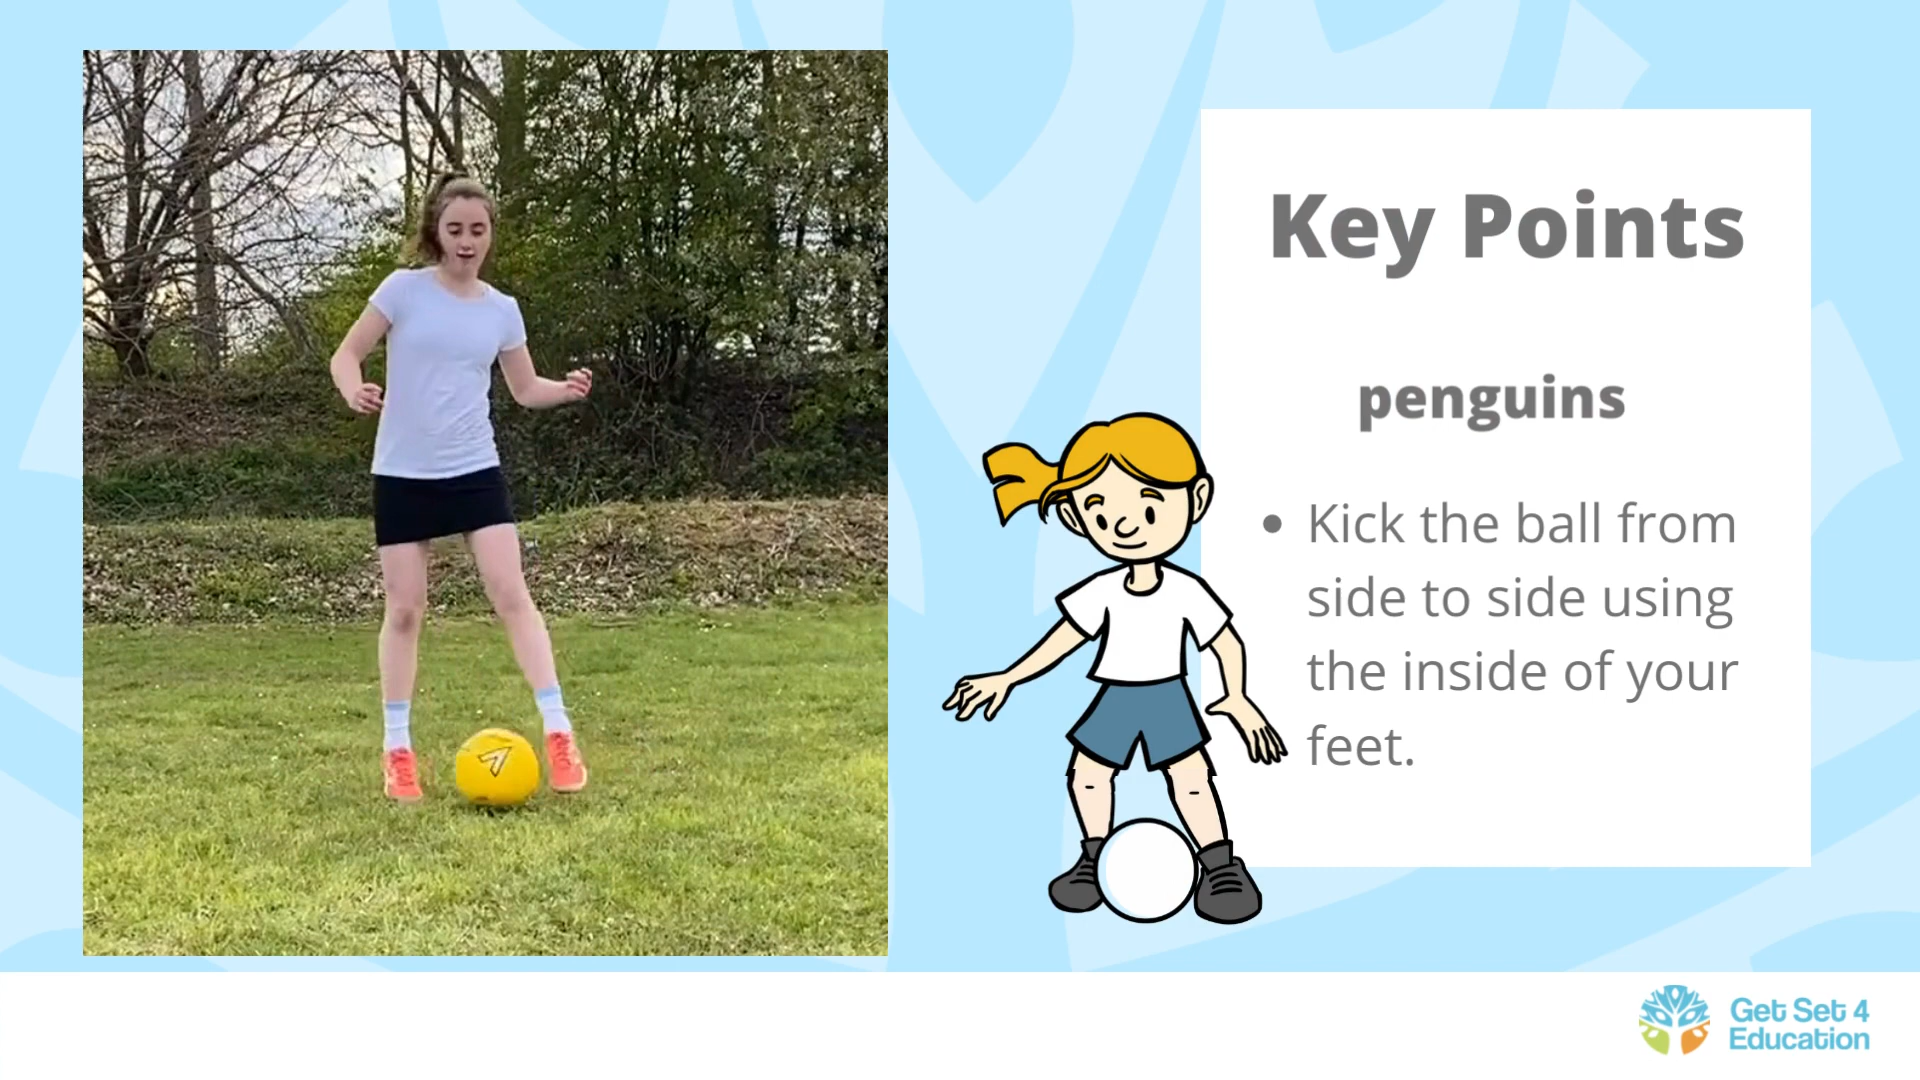 Key Points
penguins
• Kick the ball from
side to side using
the inside of your
feet.
Get Set 4
Education